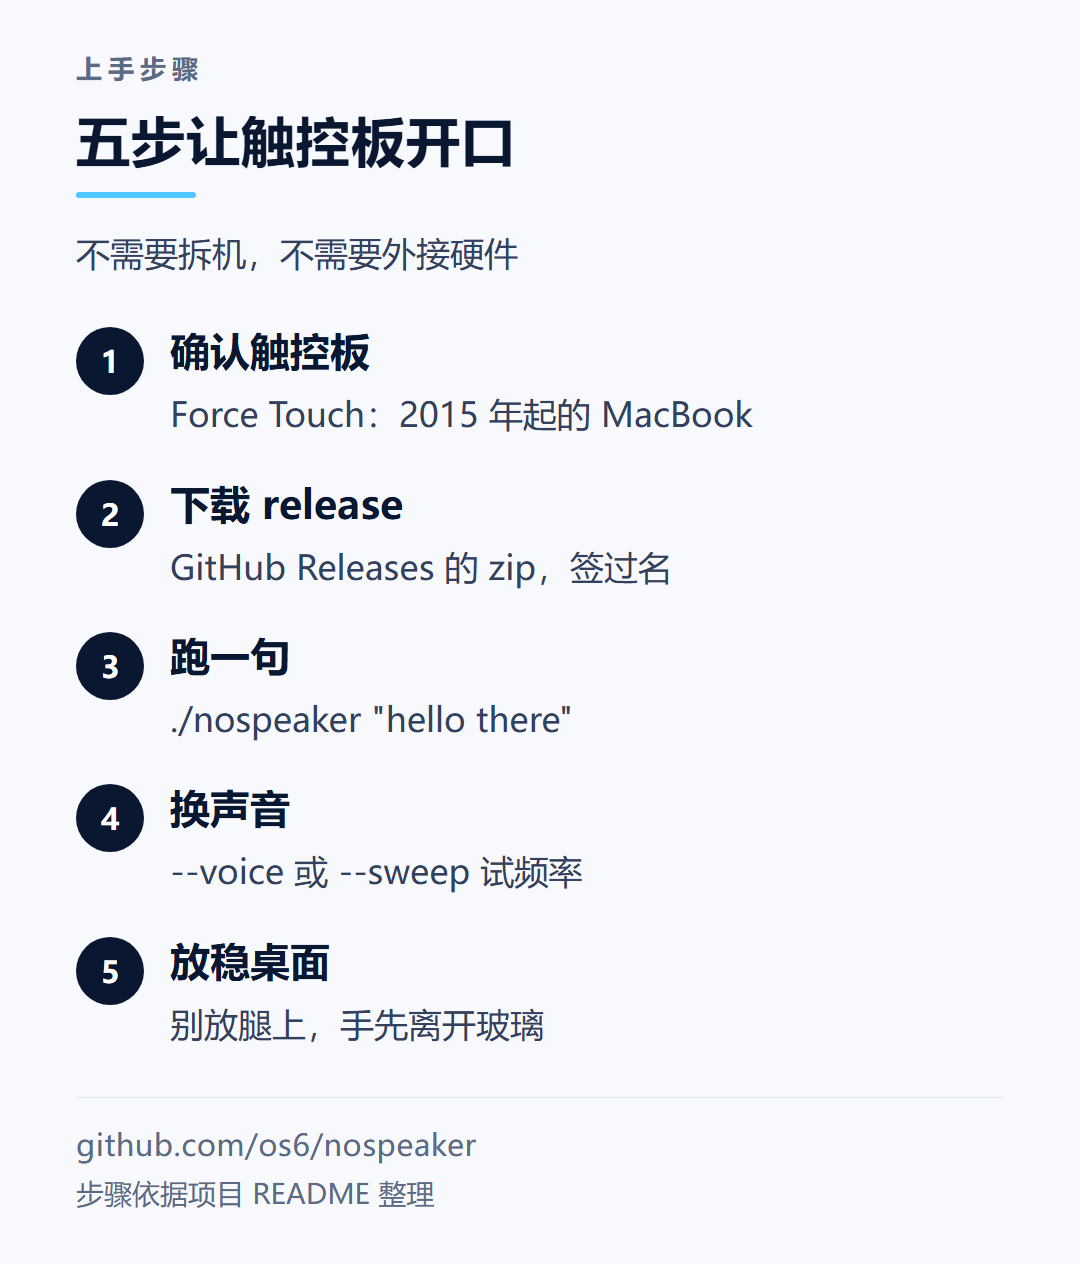 上手步骤
五步让触控板开口
不需要拆机，不需要外接硬件
1
确认触控板
Force Touch：2015 年起的 MacBook
2
下载 release
GitHub Releases 的 zip，签过名
3
跑一句
./nospeaker "hello there"
4
换声音
--voice 或 --sweep 试频率
5
放稳桌面
别放腿上，手先离开玻璃
github.com/os6/nospeaker
步骤依据项目 README 整理